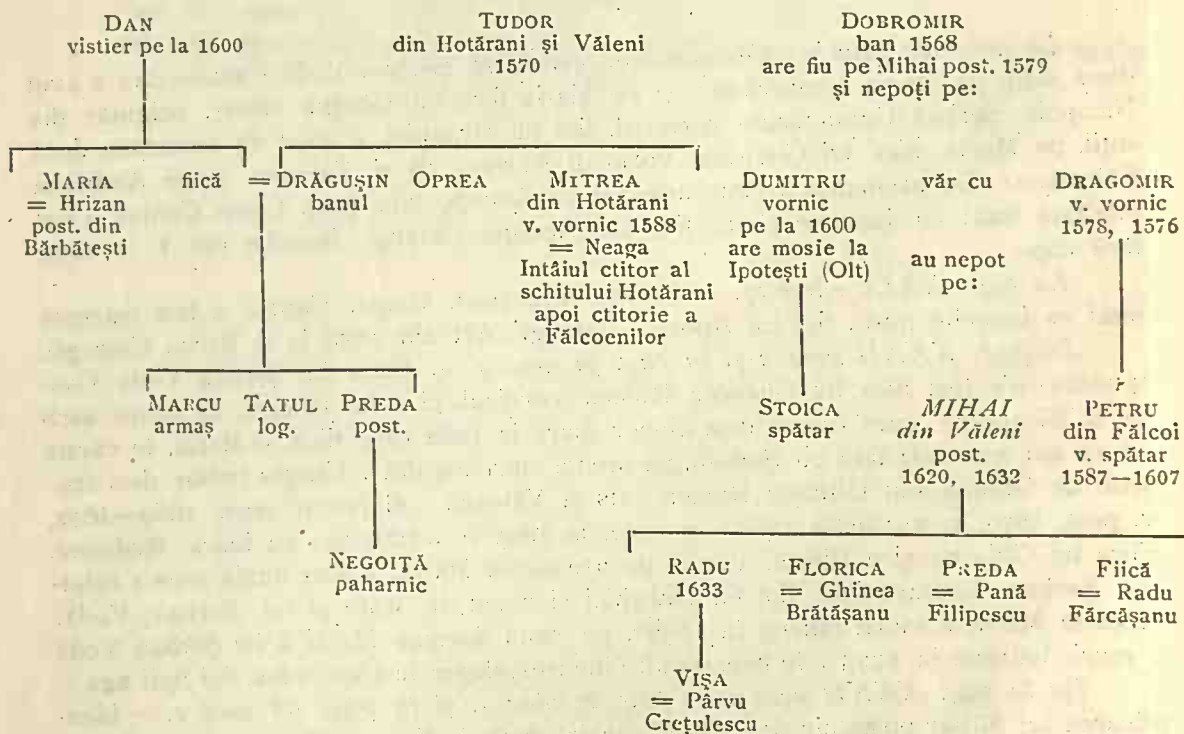 DAN
vistier pe la 1600
TUDOR
din Hotărani și Văleni
1570
DOBROMIR
ban 1568
are fiu pe Mihai post. 1579
și nepoți pe:
MARIA
= Hrizan
post. din
Bărbătești
fiică
= DRĂGUȘIN
banul
OPREA
MITREA
din Hotărani
v. vornic 1588
= Neaga
Intâiul ctitor al
schitului Hotărani
apoi ctitorie a
Fălcoenilor
DUMITRU
vornic
pe la 1600
are mosie la
Ipotești (Olt)
văr cu
au nepot
pe:
DRAGOMIR
v. vornic
1578, 1576
MARCU
armaș
TATUL
log.
PREDA
post.
STOICA
spătar
MIHAI
din Văleni
post.
1620, 1632
PETRU
din Fălcoi
v. spătar
1587—1607
NEGOIȚĂ
paharnic
RADU
1633
FLORICA
= Ghinea
Brătășanu
PREDA
= Pană
Filipescu
Fiică
= Radu
Fărcășanu
VIȘA
= Pârvu
Crețulescu